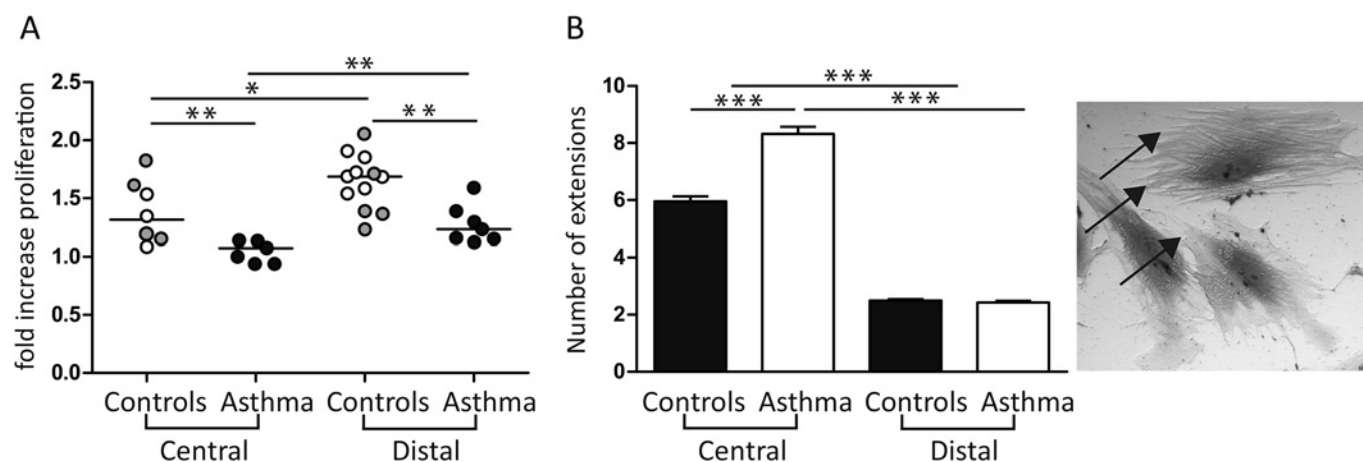 A
fold increase proliferation
2.5
2.0
1.5
1.0
0.5
0.0
**
*
**
**
Controls Asthma Controls Asthma
Central Distal
B
Number of extensions
10
8
6
4
2
0
***
*** ***
Controls Asthma Controls Asthma
Central Distal